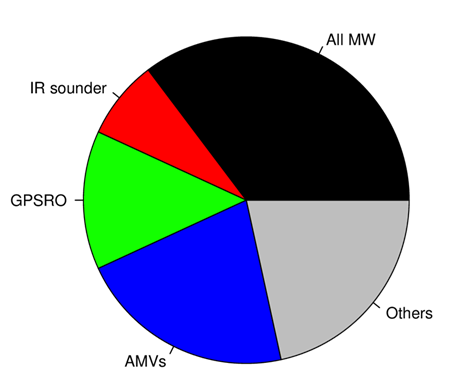 All MW
IR sounder
GPSRO
Others
AMVs